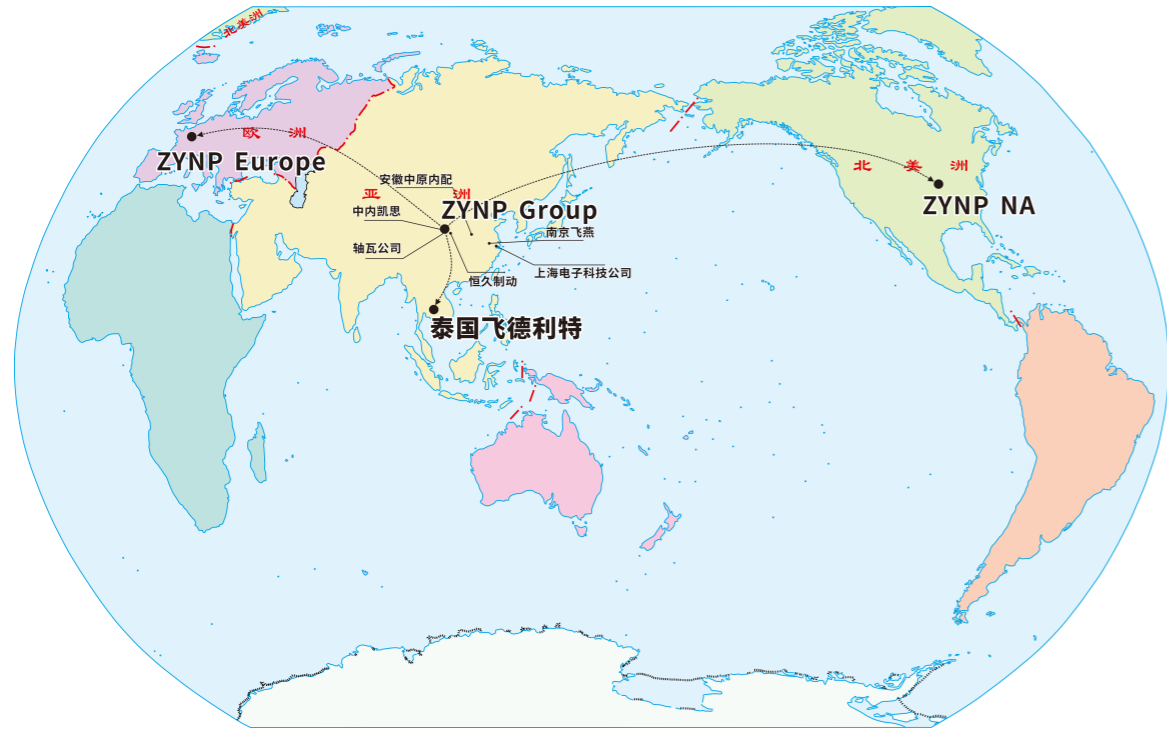 北美洲
欧 洲
ZYNP Europe
北 美 洲
安徽中原内配
亚 洲
ZYNP NA
中内凯思
ZYNP Group
南京飞燕
轴瓦公司
上海电子科技公司
恒久制动
泰国飞德利特